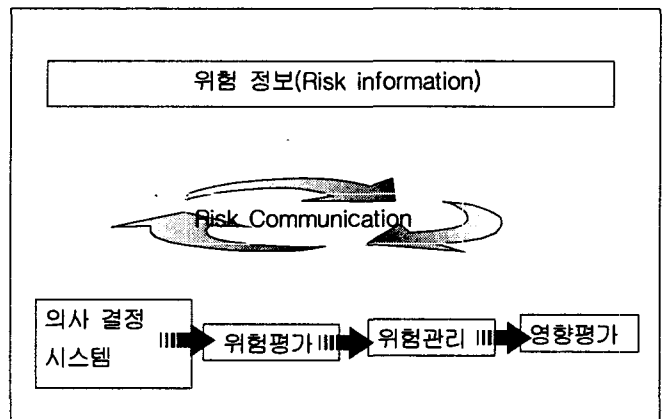 위험 정보(Risk information)
Risk Communication
의사 결정
시스템
위험평가
위험관리
영향평가